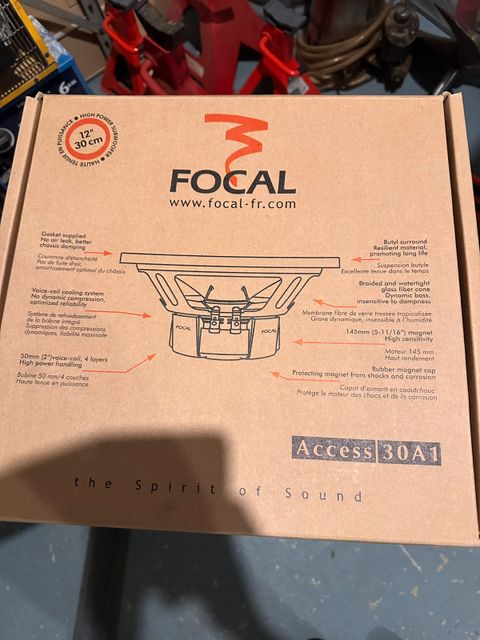 HIGH POWER SUBWOOFER • HAUTE TENUE EN PUISSANCE •
12"
30 cm
FOCAL
www.focal-fr.com
Gasket supplied
No air leak, better
chassis damping
Couronne d'étanchéité
Pas de fuite d'air,
amortissement optimal du châssis
Voice-coil cooling system
No dynamic compression,
optimized reliability
Système de refroidissement
de la bobine intégré
Suppression des compressions
dynamiques, fiabilité maximale
50mm (2")voice-coil, 4 layers
High power handling
Bobine 50 mm/4 couches
Haute tenue en puissance
Butyl surround
Resilient material,
promoting long life
Suspension butyle
Excellente tenue dans le temps
Braided and watertight
glass fiber cone
Dynamic bass,
insensitive to dampness
Membrane fibre de verre tressée tropicalisée
Grave dynamique, insensible à l'humidité
145mm (5-11/16") magnet
High sensitivity
Moteur 145 mm
Haut rendement
Rubber magnet cap
Protecting magnet from shocks and corrosion
Capot d'aimant en caoutchouc
Protège le moteur des chocs et de la corrosion
FOCAL
FOCAL
Access 30A1
the Spirit of Sound